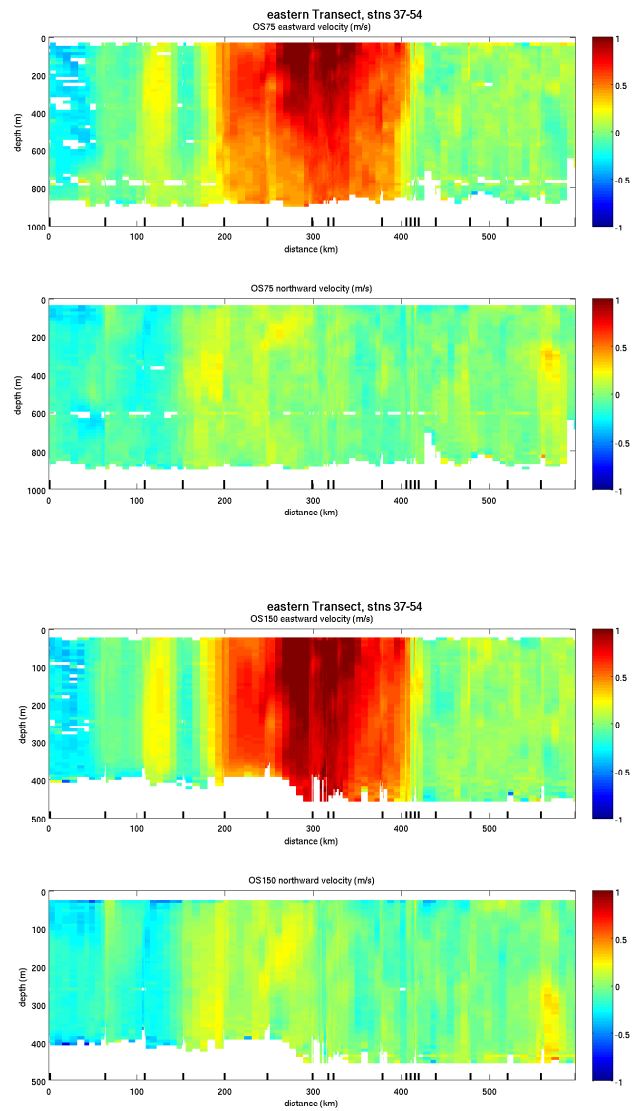 eastern Transect, stns 37-54
OS75 eastward velocity (m/s)
0
200
400
600
800
1000
depth (m)
0 100 200 300 400 500
distance (km)
1
0.5
0
-0.5
-1
OS75 northward velocity (m/s)
0
200
400
600
800
1000
depth (m)
0 100 200 300 400 500
distance (km)
1
0.5
0
-0.5
-1
eastern Transect, stns 37-54
OS150 eastward velocity (m/s)
0
100
200
300
400
500
depth (m)
0 100 200 300 400 500
distance (km)
1
0.5
0
-0.5
-1
OS150 northward velocity (m/s)
0
100
200
300
400
500
depth (m)
0 100 200 300 400 500
distance (km)
1
0.5
0
-0.5
-1